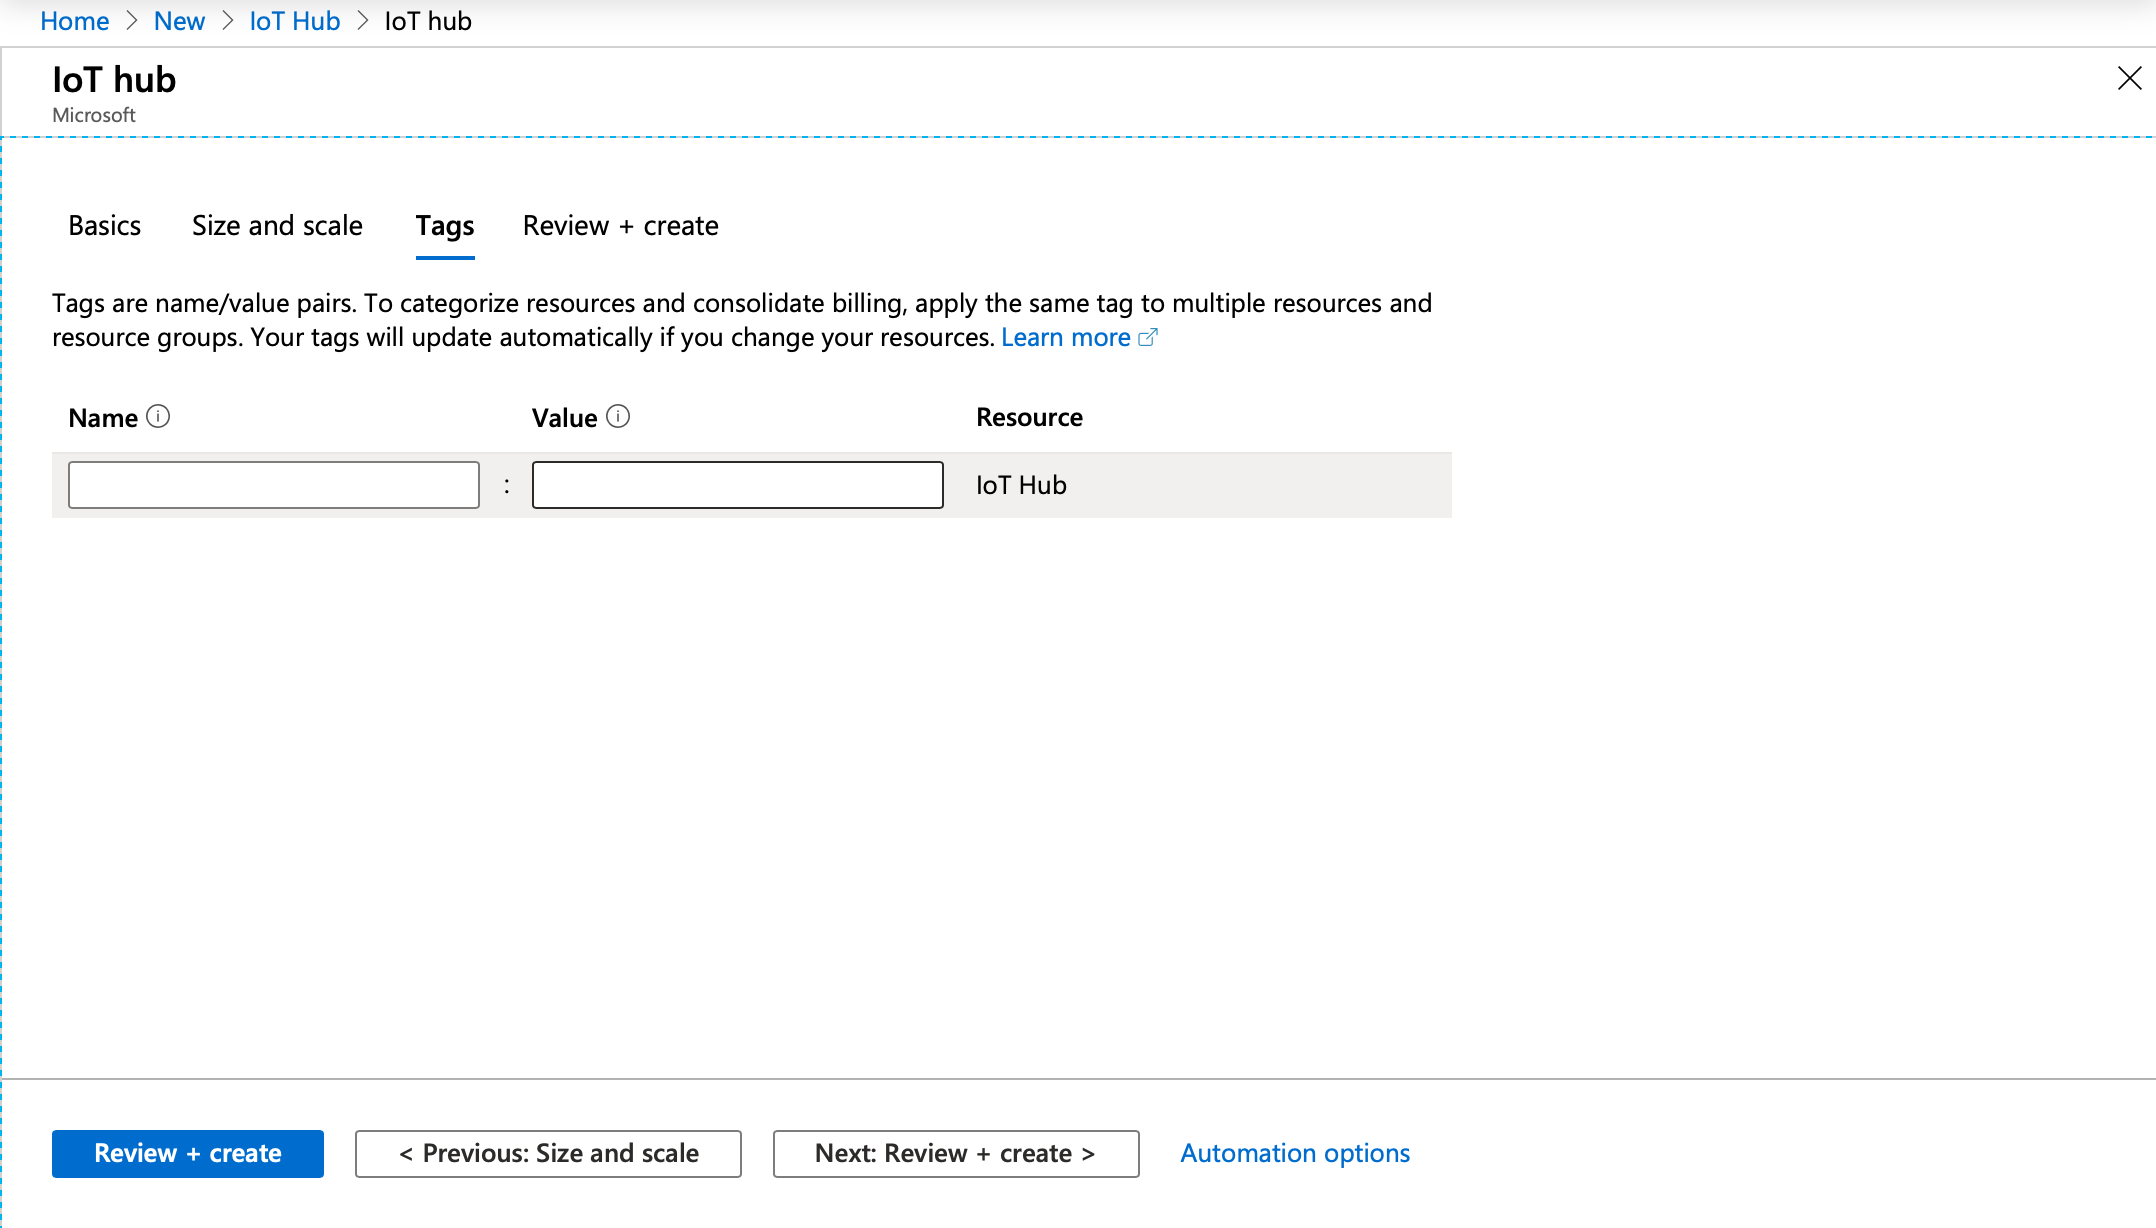 Home > New > IoT Hub > IoT hub
IoT hub
Microsoft
Basics Size and scale Tags Review + create
Tags are name/value pairs. To categorize resources and consolidate billing, apply the same tag to multiple resources and
resource groups. Your tags will update automatically if you change your resources. Learn more
Name Value Resource
: IoT Hub
Review + create < Previous: Size and scale Next: Review + create > Automation options